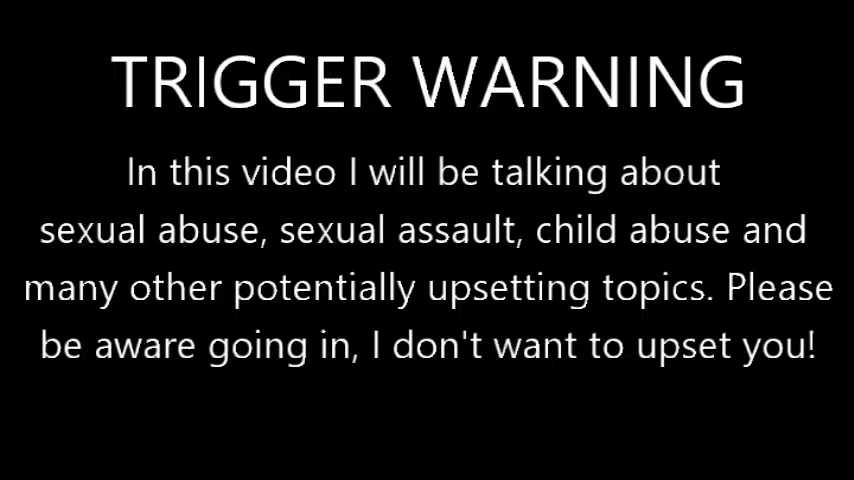 TRIGGER WARNING
In this video I will be talking about
sexual abuse, sexual assault, child abuse and
many other potentially upsetting topics. Please
be aware going in, I don't want to upset you!